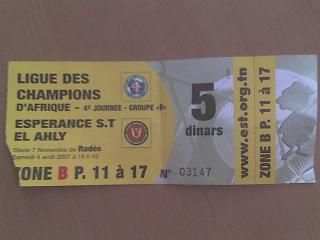 LIGUE DES
CHAMPIONS
D'AFRIQUE - 4e JOURNEE - GROUPE «B»
ESPERANCE S.T
EL AHLY
Stade 7 Novembre de Radès
Samedi 4 août 2007 à 19 h 10
ZONE B P. 11 à 17
N° 03147
5
dinars
www.est.org.tn
ZONE B P. 11 à 17